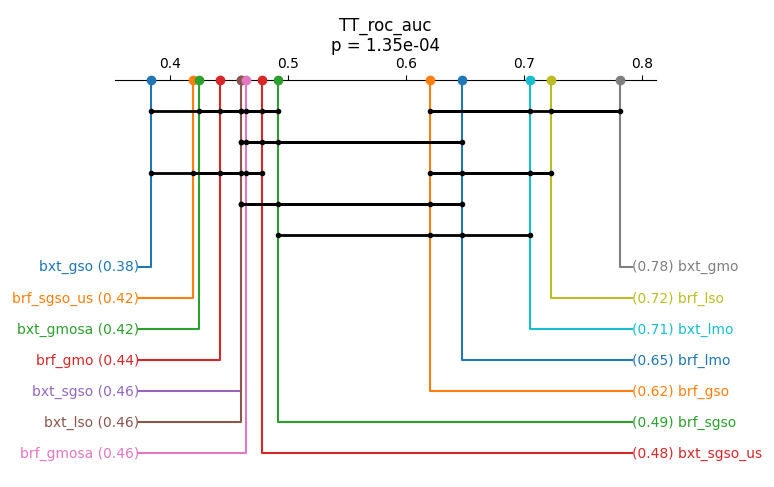 TT_roc_auc
p = 1.35e-04
0.4 0.5 0.6 0.7 0.8
bxt_gso (0.38) (0.78) bxt_gmo
brf_sgso_us (0.42) (0.72) brf_lso
bxt_gmosa (0.42) (0.71) bxt_lmo
brf_gmo (0.44) (0.65) brf_lmo
bxt_sgso (0.46) (0.62) brf_gso
bxt_lso (0.46) (0.49) brf_sgso
brf_gmosa (0.46) (0.48) bxt_sgso_us